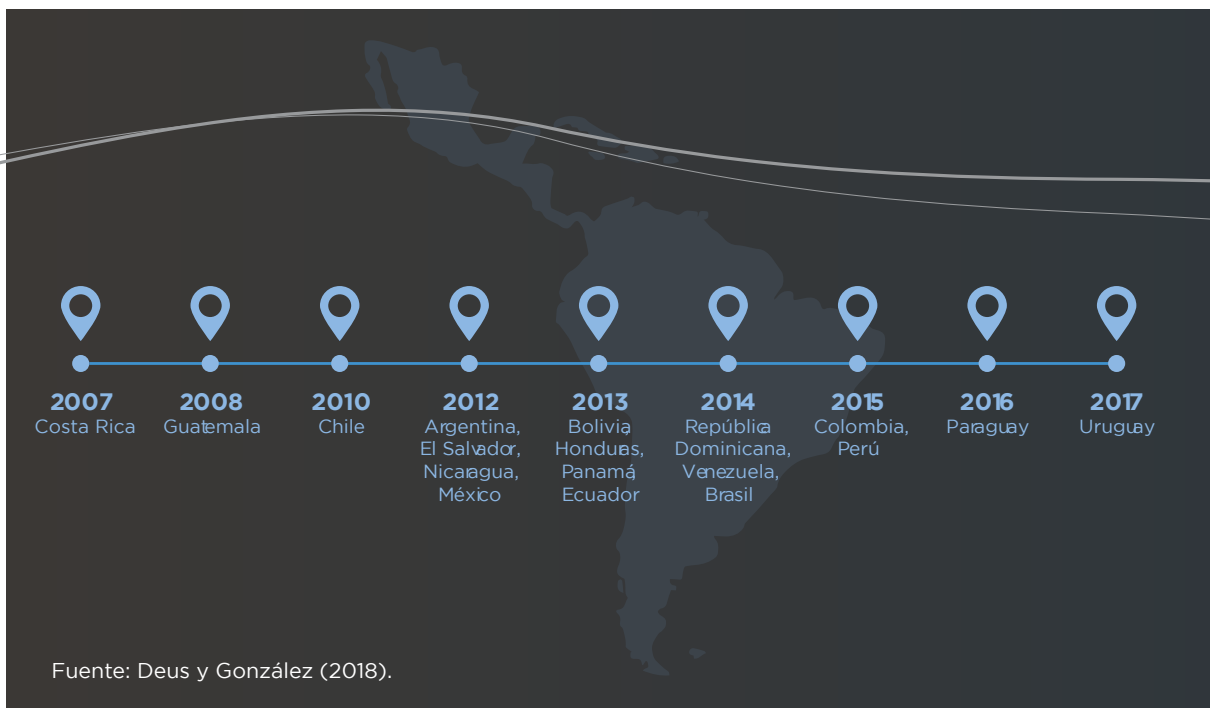 2007
Costa Rica
2008
Guatemala
2010
Chile
2012
Argentina,
El Salvador,
Nicaragua,
México
2013
Bolivia,
Honduras,
Panamá,
Ecuador
2014
República
Dominicana,
Venezuela,
Brasil
2015
Colombia,
Perú
2016
Paraguay
2017
Uruguay
Fuente: Deus y González (2018).